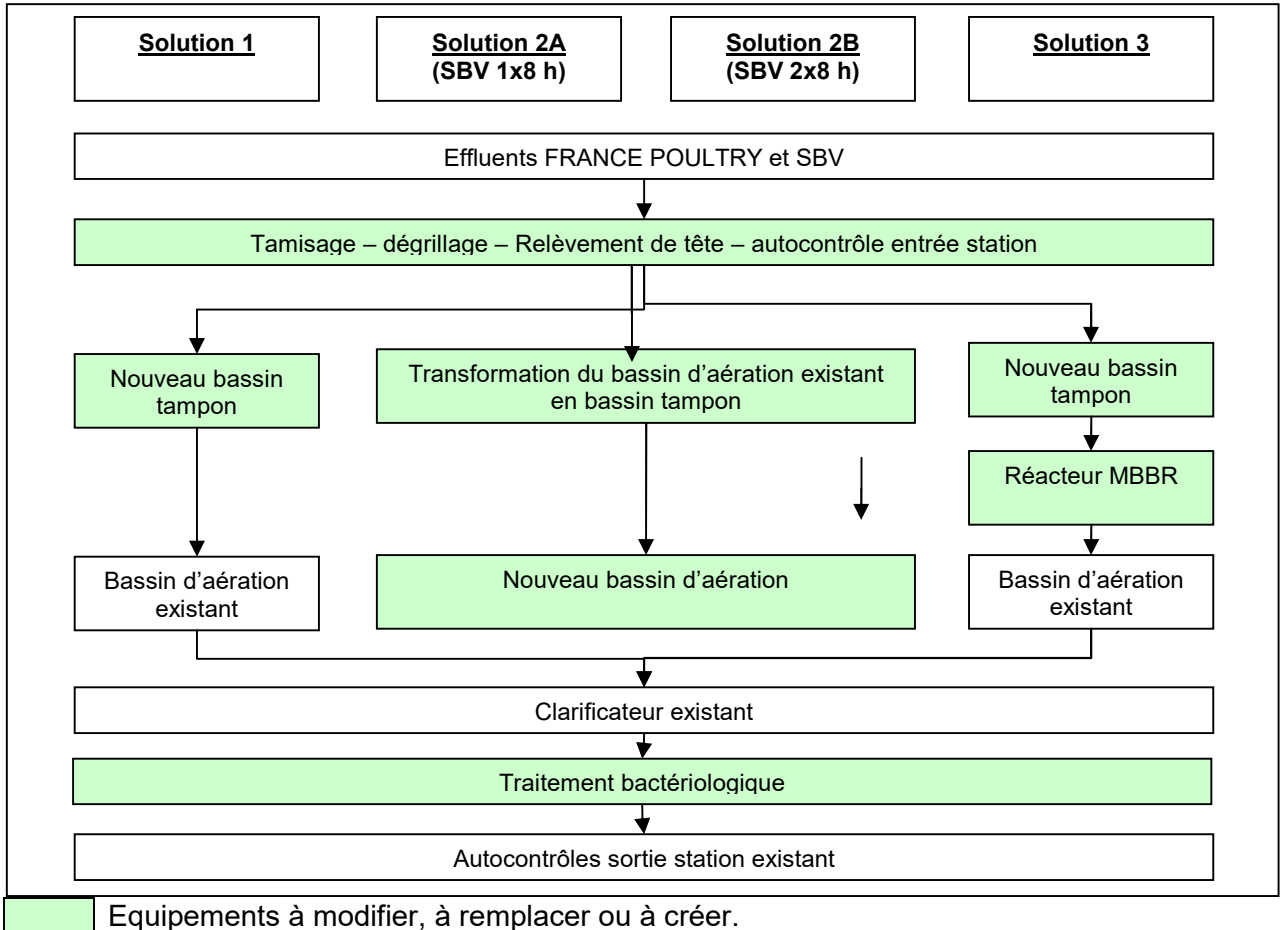 Solution 1
Solution 2A
(SBV 1x8 h)
Solution 2B
(SBV 2x8 h)
Solution 3
Effluents FRANCE POULTRY et SBV
Tamisage – dégrillage – Relèvement de tête – autocontrôle entrée station
Nouveau bassin
tampon
Transformation du bassin d’aération existant
en bassin tampon
Nouveau bassin
tampon
Réacteur MBBR
Bassin d’aération
existant
Nouveau bassin d’aération
Bassin d’aération
existant
Clarificateur existant
Traitement bactériologique
Autocontrôles sortie station existant
Equipements à modifier, à remplacer ou à créer.